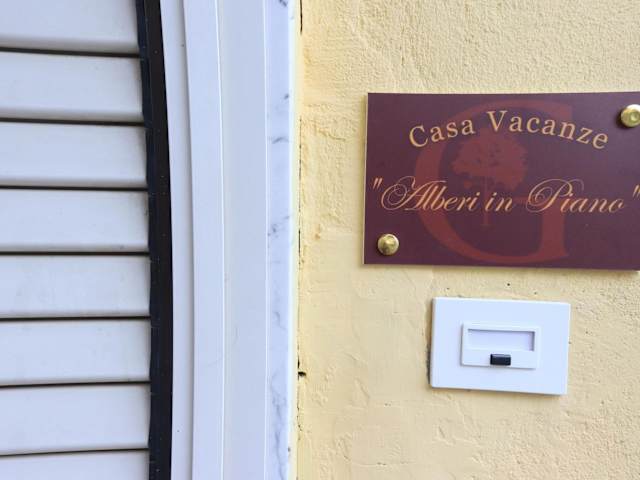 Casa Vacanze
"Alberi in Piano"
G